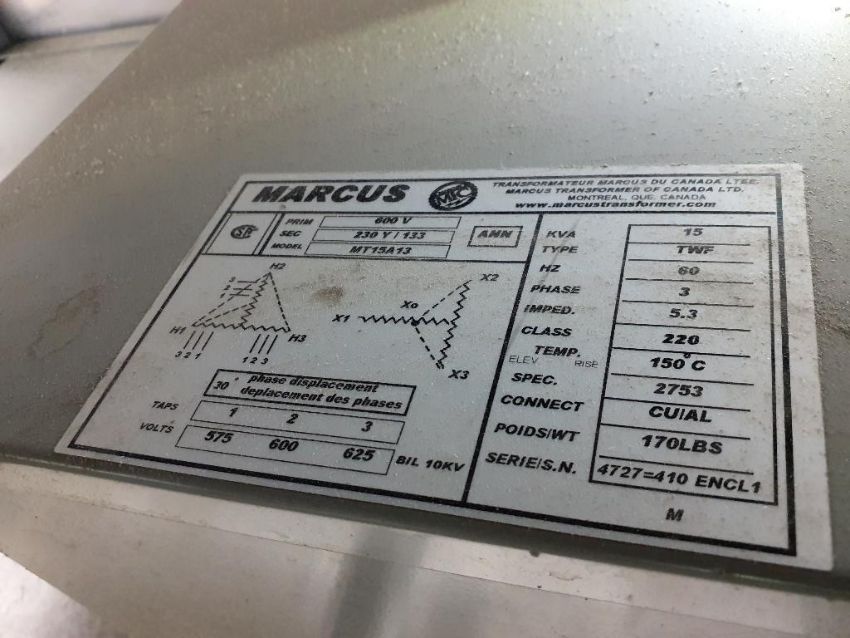 MARCUS MTC TRANSFORMATEUR MARCUS DU CANADA LTEE.
MARCUS TRANSFORMER OF CANADA LTD.
MONTREAL, QUE. CANADA
www.marcustransformer.com
PRIM 600 V
SEC 230 Y / 133
MODEL MT15A13
ANN
H2
3
2
1
H1
H3
3 2 1
1 2 3
X2
Xo
X1
X3
30° phase displacement
deplacement des phases
TAPS 1 2 3
VOLTS 575 600 625
BIL 10KV
KVA 15
TYPE TWF
HZ 60
PHASE 3
IMPED. 5.3
CLASS 220
TEMP. 150°C
ELEV RISE
SPEC. 2753
CONNECT CU/AL
POIDS/WT 170LBS
SERIE/S.N. 4727=410 ENCL1
M